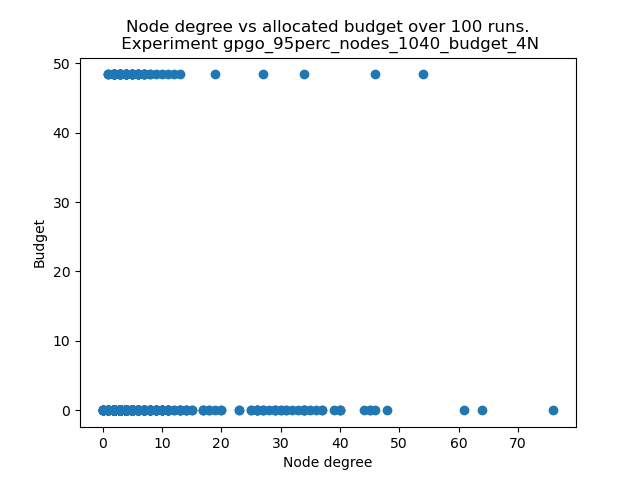 Node degree vs allocated budget over 100 runs.
Experiment gpgo_95perc_nodes_1040_budget_4N
50
40
30
20
10
0
Budget
0 10 20 30 40 50 60 70
Node degree